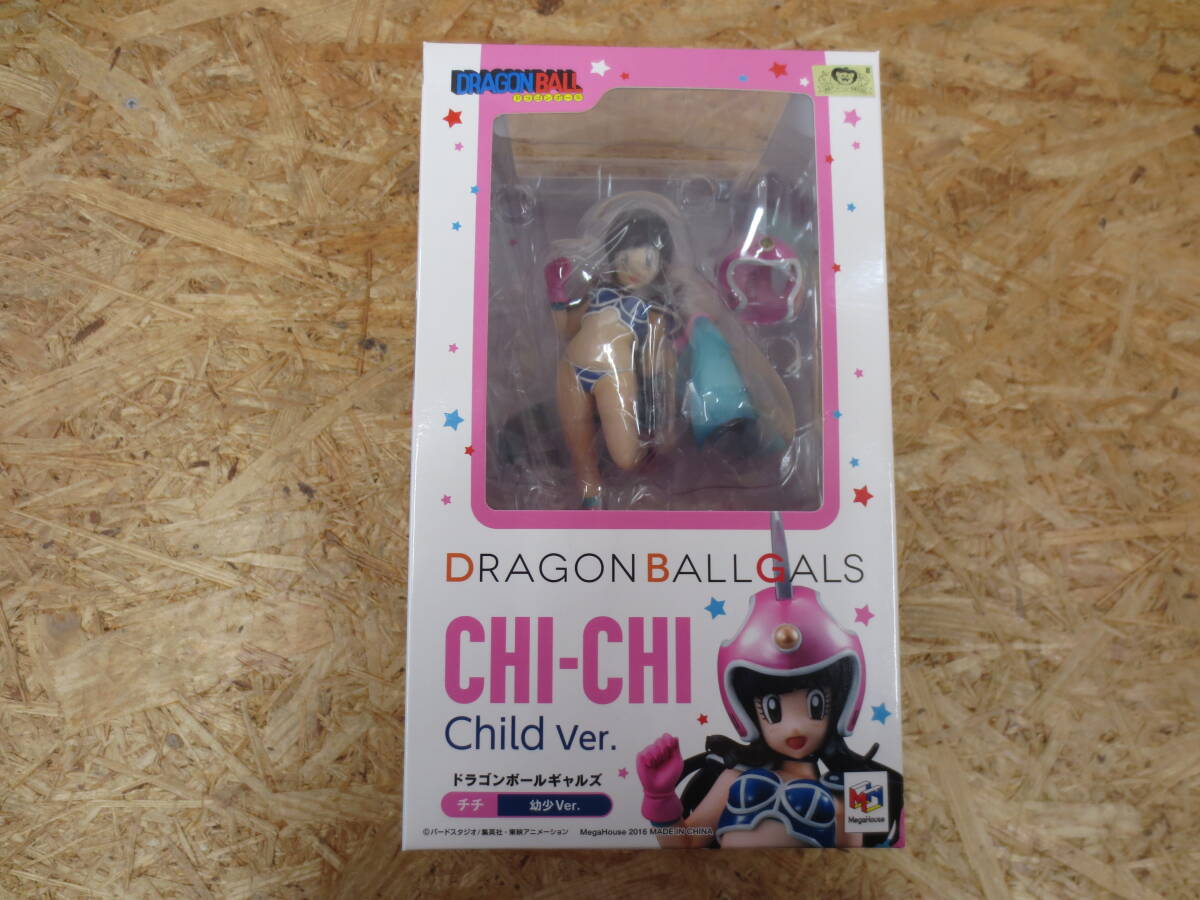 DRAGON BALL
ドラゴンボール
DRAGON BALL GALS
CHI-CHI
Child Ver.
ドラゴンボールギャルズ
チチ 幼少Ver.
©バードスタジオ/集英社・東映アニメーション MegaHouse 2016 MADE IN CHINA
MegaHouse